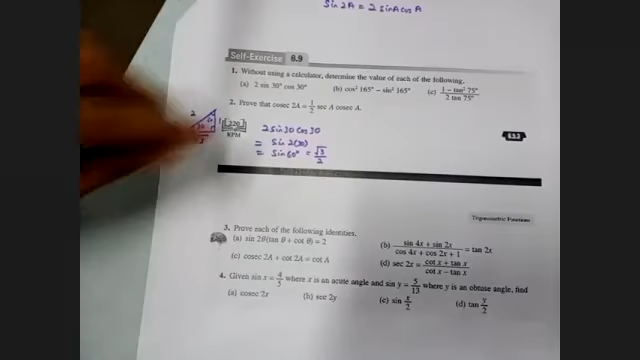 Sin 2A = 2 sinA cos A
Self-Exercise 6.9
1. Without using a calculator, determine the value of each of the following.
(a) 2 sin 30° cos 30° (b) cos² 165° – sin² 165° (c) (1 – tan² 75°)/(2 tan 75°)
2. Prove that cosec 2A = 1/2 sec A cosec A.
2
30
2 sin 30 cos 30
= Sin 2(30)
= Sin 60° = √3/2
Trigonometric Functions
3. Prove each of the following identities.
(a) sin 2θ(tan θ + cot θ) = 2 (b) (sin 4x + sin 2x)/(cos 4x + cos 2x + 1) = tan 2x
(c) cosec 2A + cot 2A = cot A (d) sec 2x = (cot x + tan x)/(cot x – tan x)
4. Given sin x = 4/5 where x is an acute angle and sin y = 5/13 where y is an obtuse angle, find
(a) cosec 2x (b) sec 2y (c) sin x/2 (d) tan y/2